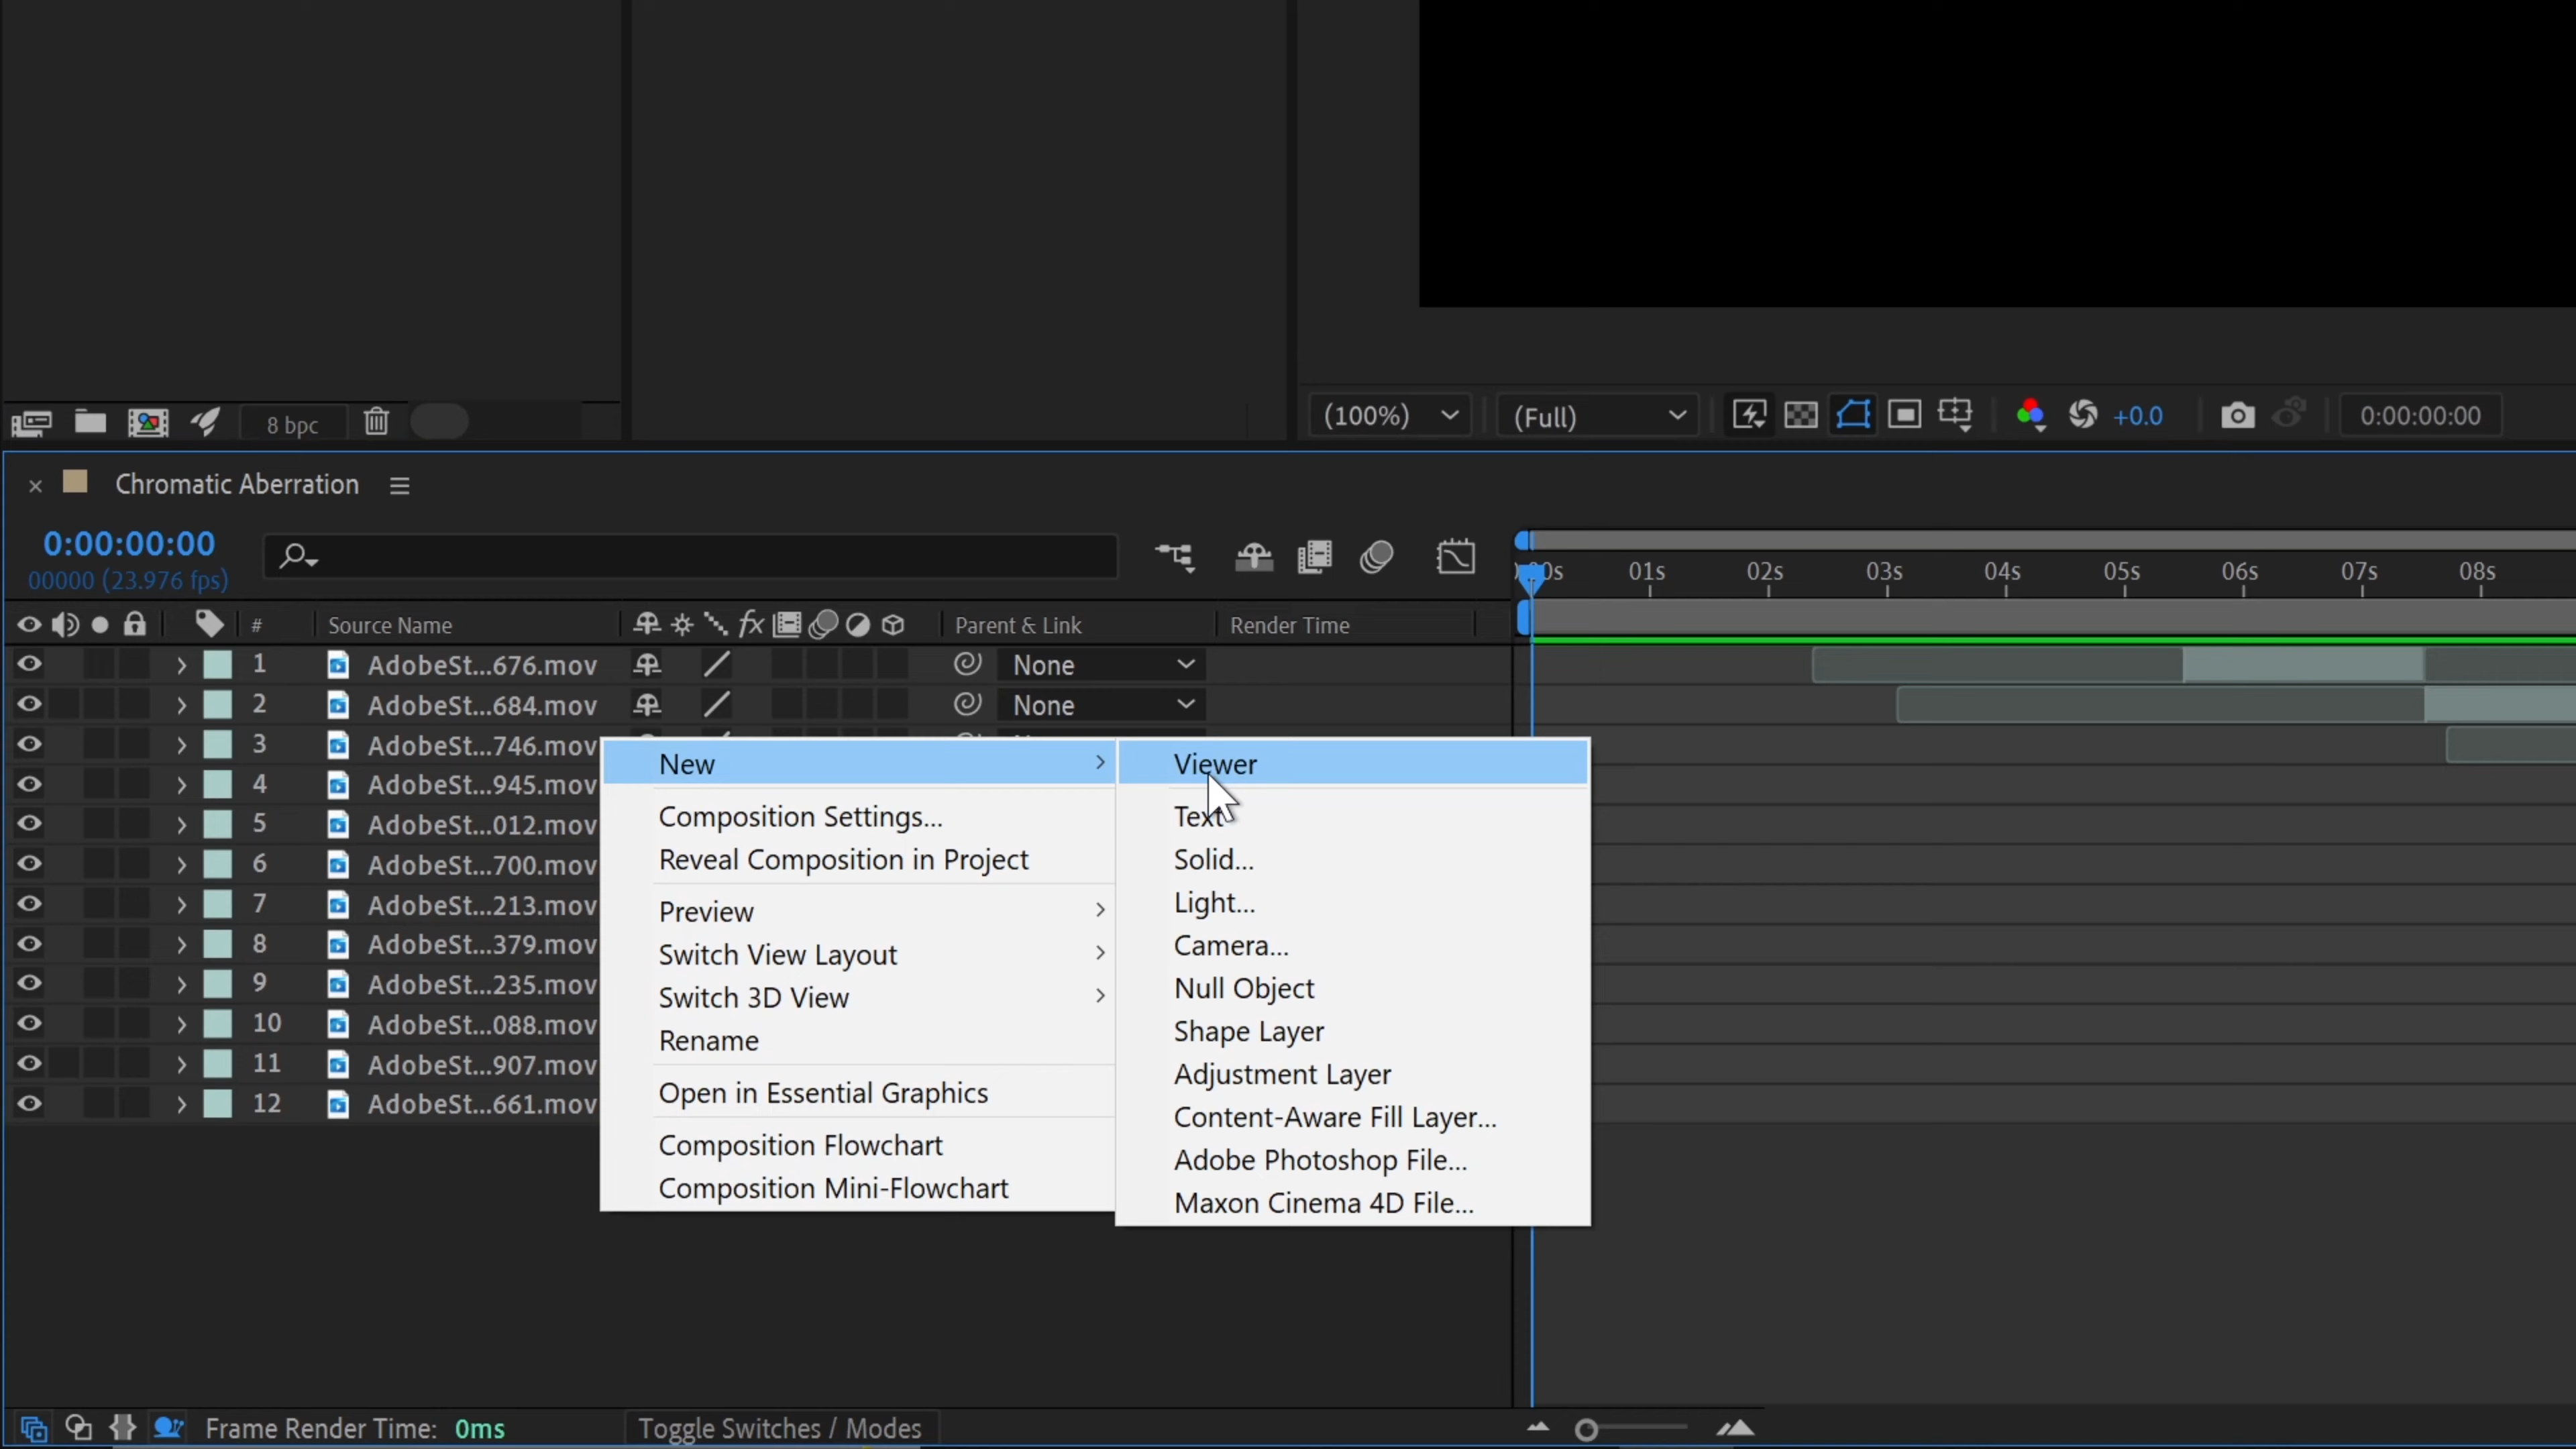 8 bpc
(100%)
(Full)
+0.0
0:00:00:00
Chromatic Aberration
0:00:00:00
00000 (23.976 fps)
00s 01s 02s 03s 04s 05s 06s 07s 08s
# Source Name fx Parent & Link Render Time
1 AdobeSt...676.mov None
2 AdobeSt...684.mov None
3 AdobeSt...746.mov
4 AdobeSt...945.mov
5 AdobeSt...012.mov
6 AdobeSt...700.mov
7 AdobeSt...213.mov
8 AdobeSt...379.mov
9 AdobeSt...235.mov
10 AdobeSt...088.mov
11 AdobeSt...907.mov
12 AdobeSt...661.mov
New
Composition Settings...
Reveal Composition in Project
Preview
Switch View Layout
Switch 3D View
Rename
Open in Essential Graphics
Composition Flowchart
Composition Mini-Flowchart
Viewer
Text
Solid...
Light...
Camera...
Null Object
Shape Layer
Adjustment Layer
Content-Aware Fill Layer...
Adobe Photoshop File...
Maxon Cinema 4D File...
Frame Render Time: 0ms
Toggle Switches / Modes